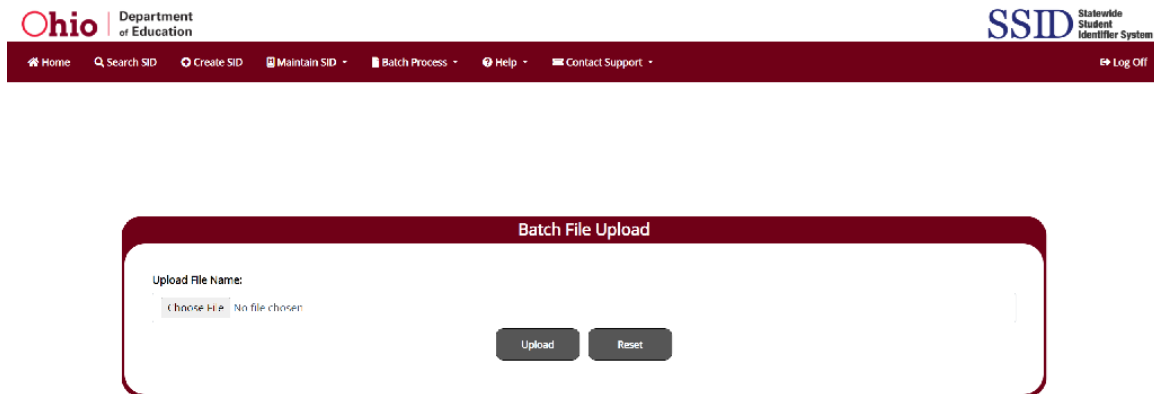 Ohio Department of Education
SSID Statewide Student Identifier System
Home Search SID Create SID Maintain SID Batch Process Help Contact Support Log Off
Batch File Upload
Upload File Name:
Choose File No file chosen
Upload Reset